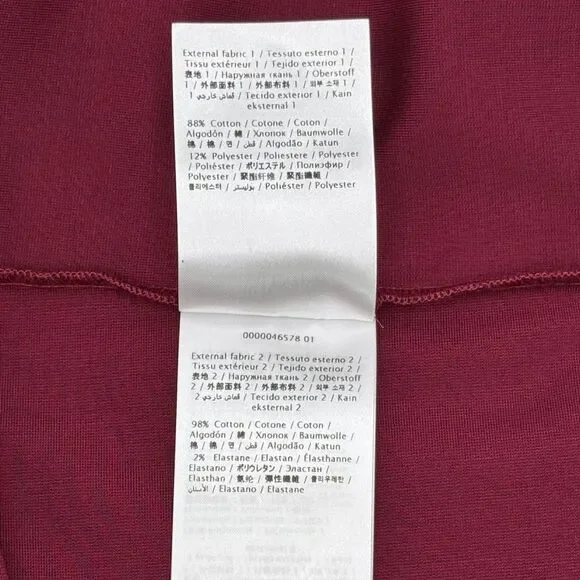 External fabric 1 / Tessuto esterno 1 /
Tissu extérieur 1 / Tejido exterior 1 /
表地 1 / Наружная ткань 1 / Oberstoff
1 / 外部面料 1 / 外部布料 1 / 외부 소재 1 /
1 قماش خارجي / Tecido exterior 1 / Kain
eksternal 1
88% Cotton / Cotone / Coton /
Algodón / 綿 / Хлопок / Baumwolle /
棉 / 棉 / 면 / قطن / Algodão / Katun
12% Polyester / Poliestere / Polyester
/ Poliéster / ポリエステル / Полиэфир /
Polyester / 聚酯纤维 / 聚酯纖維 /
폴리에스터 / بوليستر / Poliéster / Polyester
0000046578 01
External fabric 2 / Tessuto esterno 2 /
Tissu extérieur 2 / Tejido exterior 2 /
表地 2 / Наружная ткань 2 / Oberstoff
2 / 外部面料 2 / 外部布料 2 / 외부 소재 2 /
2 قماش خارجي / Tecido exterior 2 / Kain
eksternal 2
98% Cotton / Cotone / Coton /
Algodón / 綿 / Хлопок / Baumwolle /
棉 / 棉 / 면 / قطن / Algodão / Katun
2% Elastane / Elastan / Élasthanne /
Elastano / ポリウレタン / Эластан /
Elasthan / 氨纶 / 彈性纖維 / 폴리우레탄 /
الأستان / Elastano / Elastane